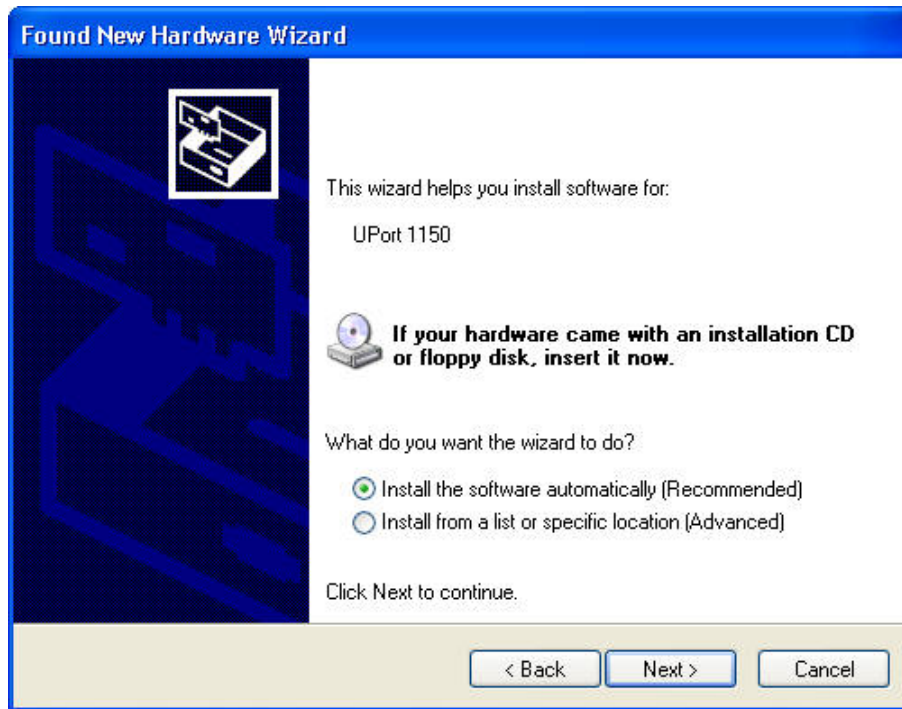 Found New Hardware Wizard
This wizard helps you install software for:
UPort 1150
If your hardware came with an installation CD
or floppy disk, insert it now.
What do you want the wizard to do?
Install the software automatically (Recommended)
Install from a list or specific location (Advanced)
Click Next to continue.
< Back Next > Cancel